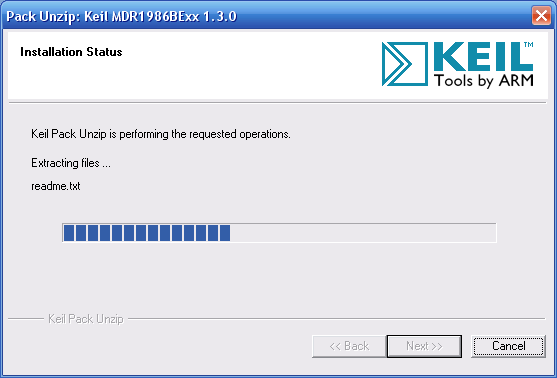 Pack Unzip: Keil MDR1986BExx 1.3.0
Installation Status
KEIL™
Tools by ARM
Keil Pack Unzip is performing the requested operations.
Extracting files ...
readme.txt
Keil Pack Unzip
<< Back
Next >>
Cancel